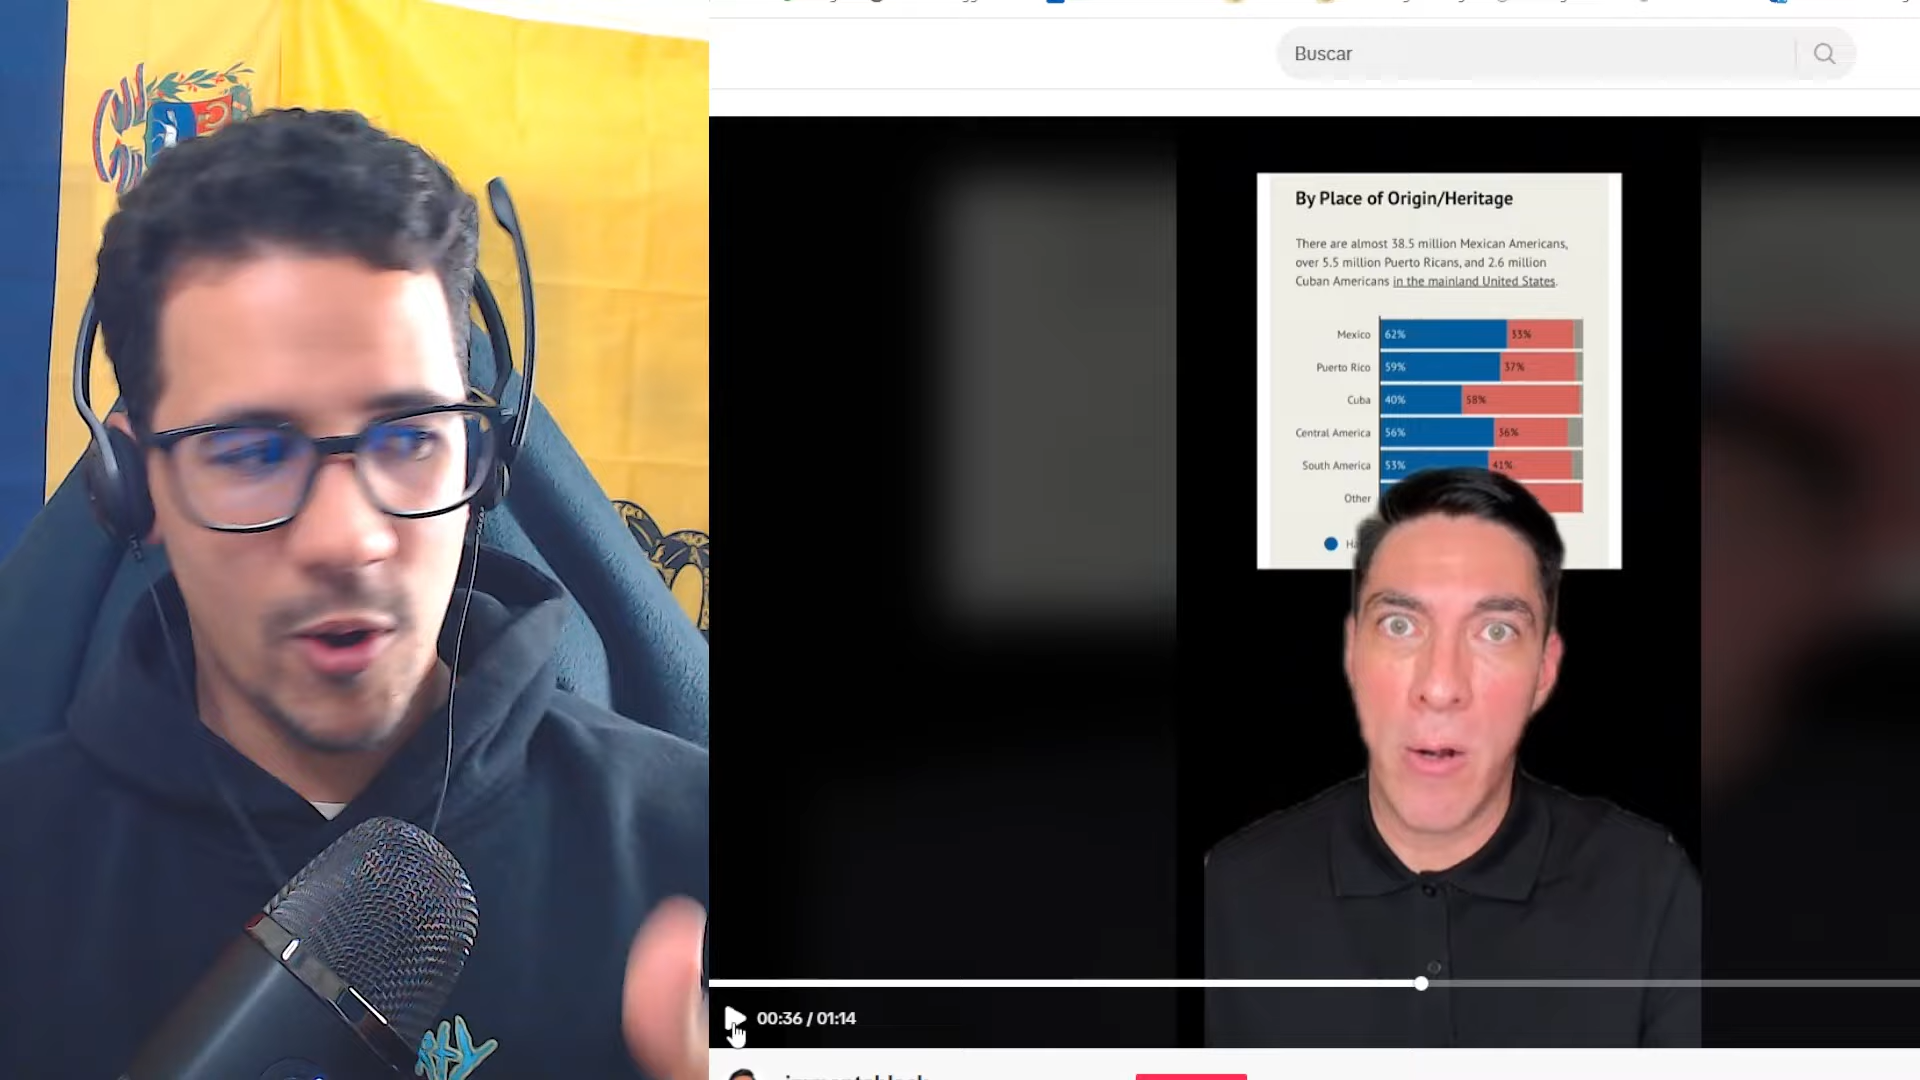 Buscar
By Place of Origin/Heritage
There are almost 38.5 million Mexican Americans,
over 5.5 million Puerto Ricans, and 2.6 million
Cuban Americans in the mainland United States.
Mexico 62% 33%
Puerto Rico 59% 37%
Cuba 40% 58%
Central America 56% 36%
South America 53% 41%
Other
Ha
00:36 / 01:14